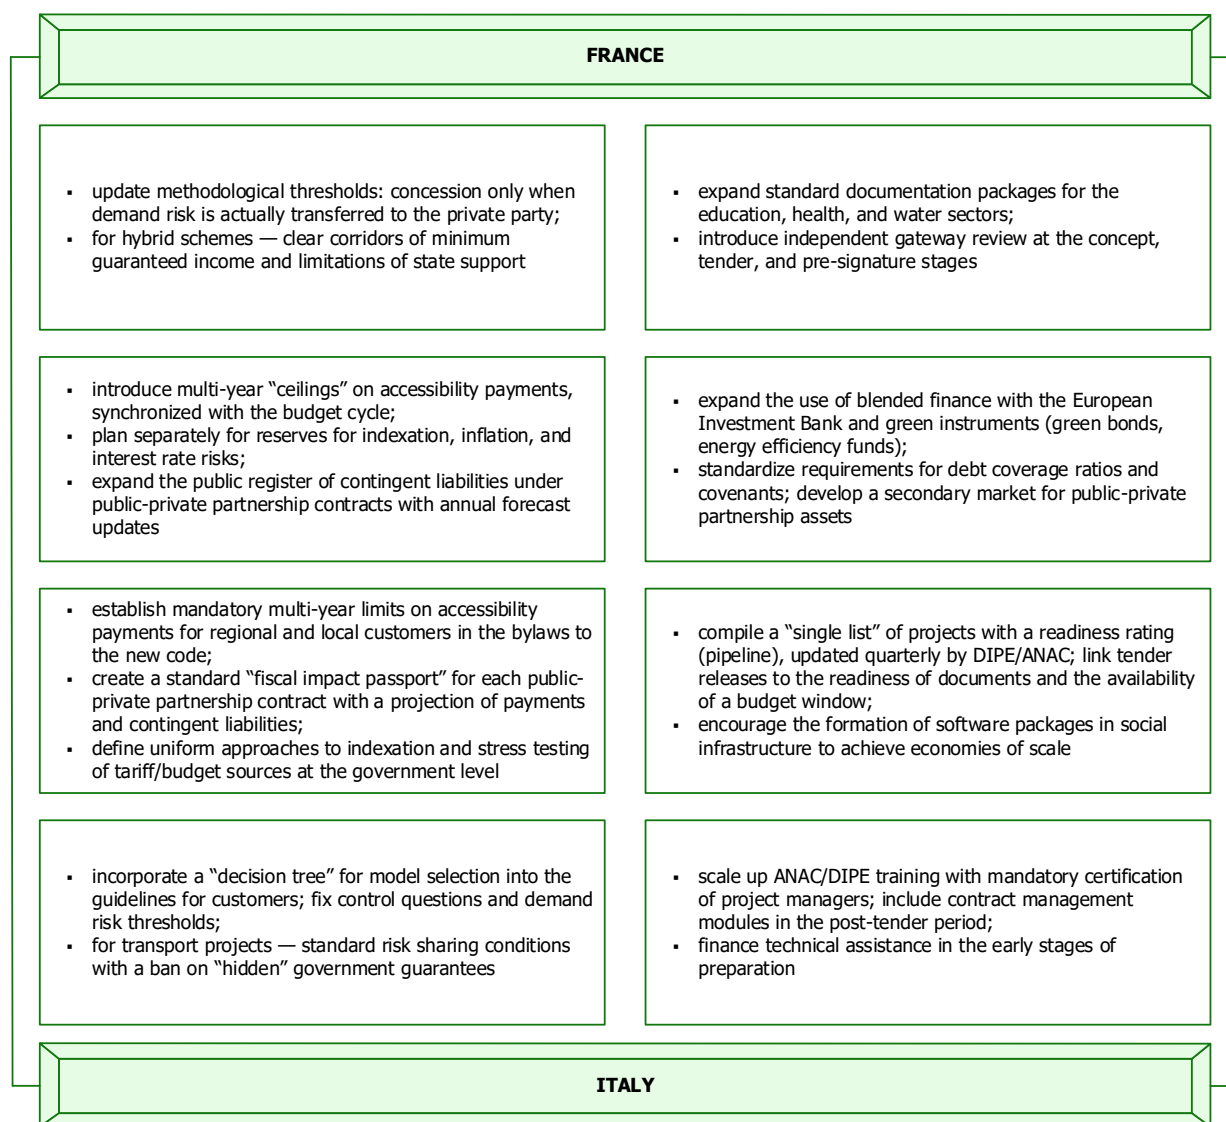 FRANCE
▪ update methodological thresholds: concession only when
demand risk is actually transferred to the private party;
▪ for hybrid schemes — clear corridors of minimum
guaranteed income and limitations of state support
▪ expand standard documentation packages for the
education, health, and water sectors;
▪ introduce independent gateway review at the concept,
tender, and pre-signature stages
▪ introduce multi-year “ceilings” on accessibility payments,
synchronized with the budget cycle;
▪ plan separately for reserves for indexation, inflation, and
interest rate risks;
▪ expand the public register of contingent liabilities under
public-private partnership contracts with annual forecast
updates
▪ expand the use of blended finance with the European
Investment Bank and green instruments (green bonds,
energy efficiency funds);
▪ standardize requirements for debt coverage ratios and
covenants; develop a secondary market for public-private
partnership assets
▪ establish mandatory multi-year limits on accessibility
payments for regional and local customers in the bylaws to
the new code;
▪ create a standard “fiscal impact passport” for each public-
private partnership contract with a projection of payments
and contingent liabilities;
▪ define uniform approaches to indexation and stress testing
of tariff/budget sources at the government level
▪ compile a “single list” of projects with a readiness rating
(pipeline), updated quarterly by DIPE/ANAC; link tender
releases to the readiness of documents and the availability
of a budget window;
▪ encourage the formation of software packages in social
infrastructure to achieve economies of scale
▪ incorporate a “decision tree” for model selection into the
guidelines for customers; fix control questions and demand
risk thresholds;
▪ for transport projects — standard risk sharing conditions
with a ban on “hidden” government guarantees
▪ scale up ANAC/DIPE training with mandatory certification
of project managers; include contract management
modules in the post-tender period;
▪ finance technical assistance in the early stages of
preparation
ITALY